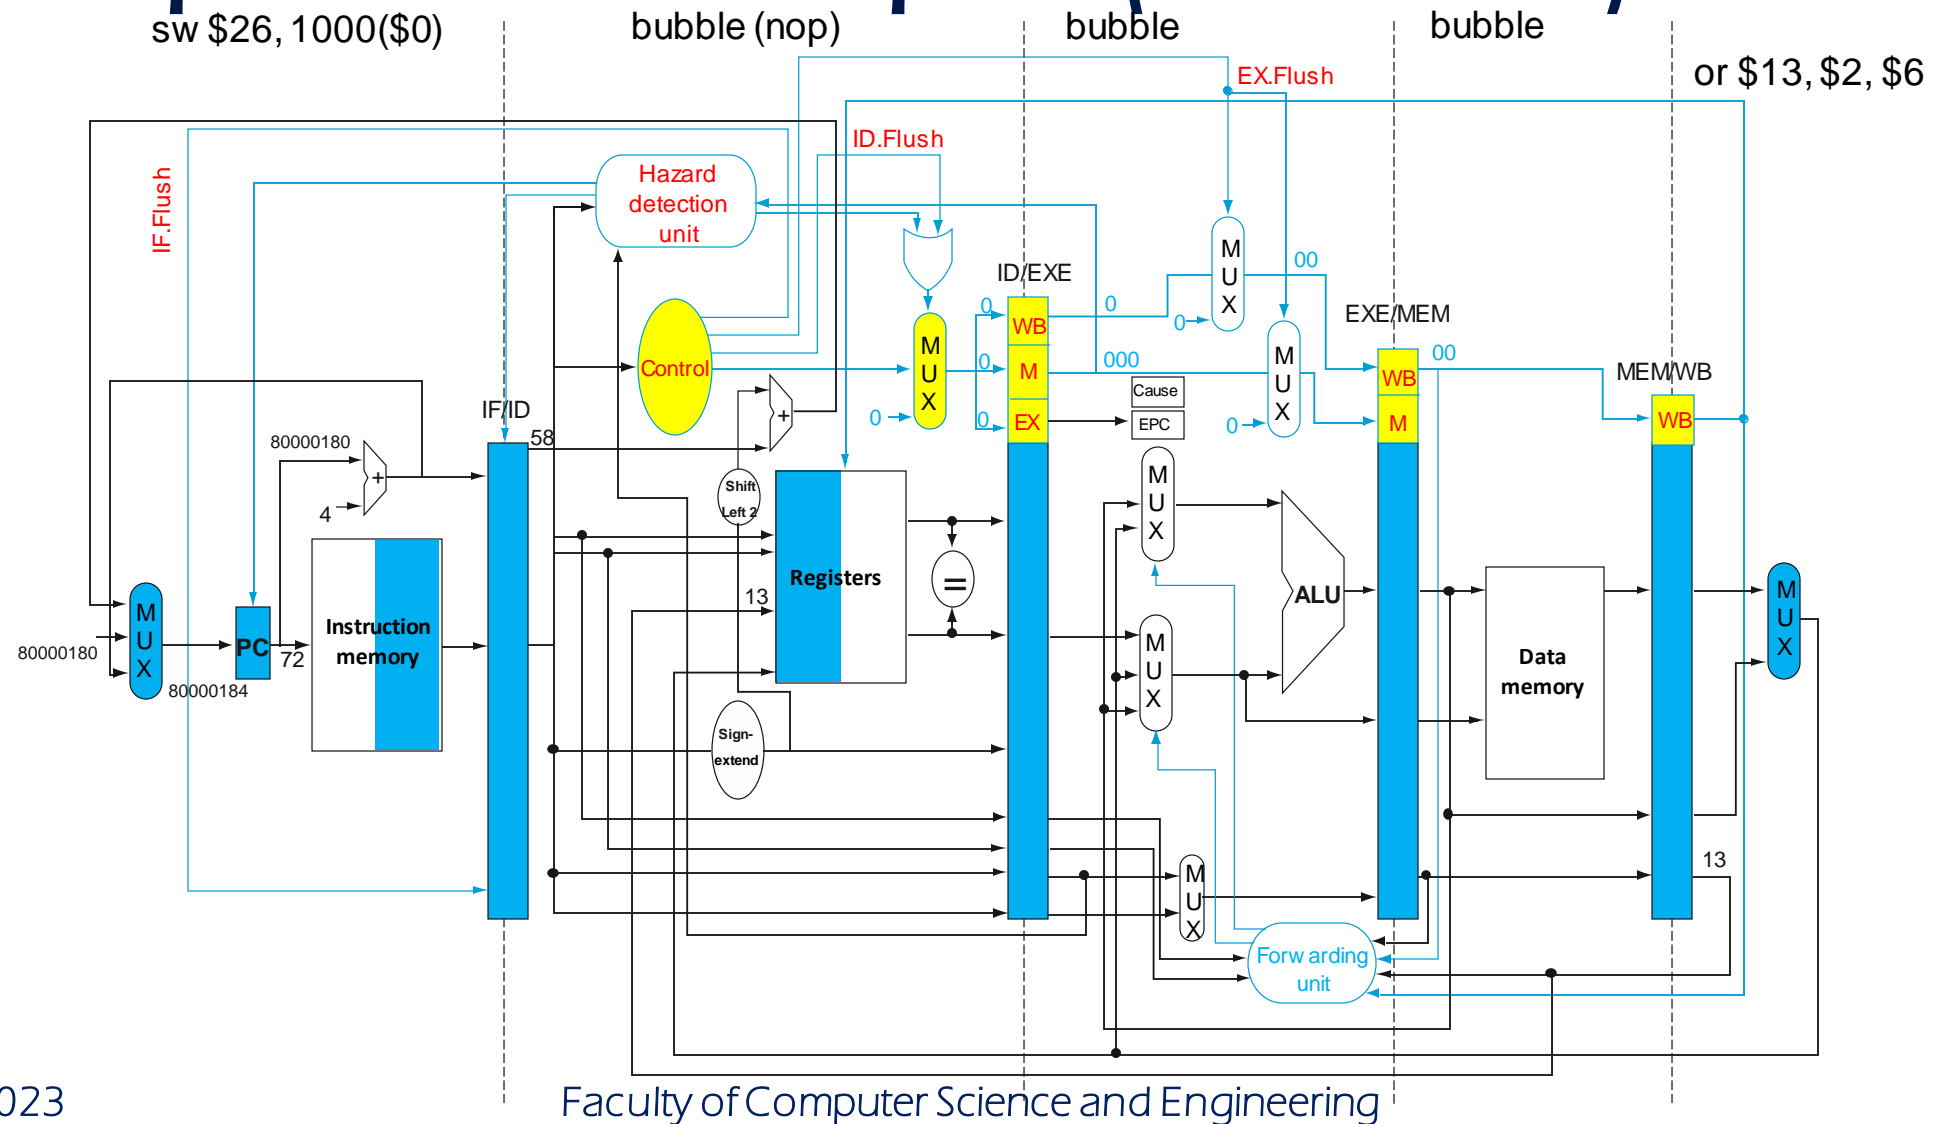 sw $26, 1000($0)
bubble (nop)
bubble
bubble
or $13, $2, $6
EX.Flush
ID.Flush
IF.Flush
Hazard
detection
unit
Control
M
U
X
0
0
0
0
ID/EXE
WB
M
EX
0
000
M
U
X
0
00
M
U
X
0
Cause
EPC
EXE/MEM
WB
M
00
MEM/WB
WB
IF/ID
58
+
80000180
+
4
Shift
Left 2
Registers
13
=
M
U
X
80000180
80000184
PC
72
Instruction
memory
Sign-
extend
M
U
X
M
U
X
ALU
Data
memory
M
U
X
M
U
X
13
Forwarding
unit
023
Faculty of Computer Science and Engineering